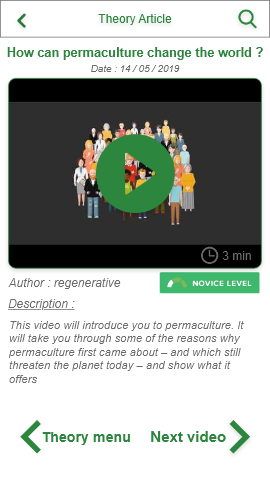 Theory Article
How can permaculture change the world ?
Date : 14 / 05 / 2019
3 min
Author : regenerative
NOVICE LEVEL
Description :
This video will introduce you to permaculture. It
will take you through some of the reasons why
permaculture first came about – and which still
threaten the planet today – and show what it
offers
Theory menu Next video